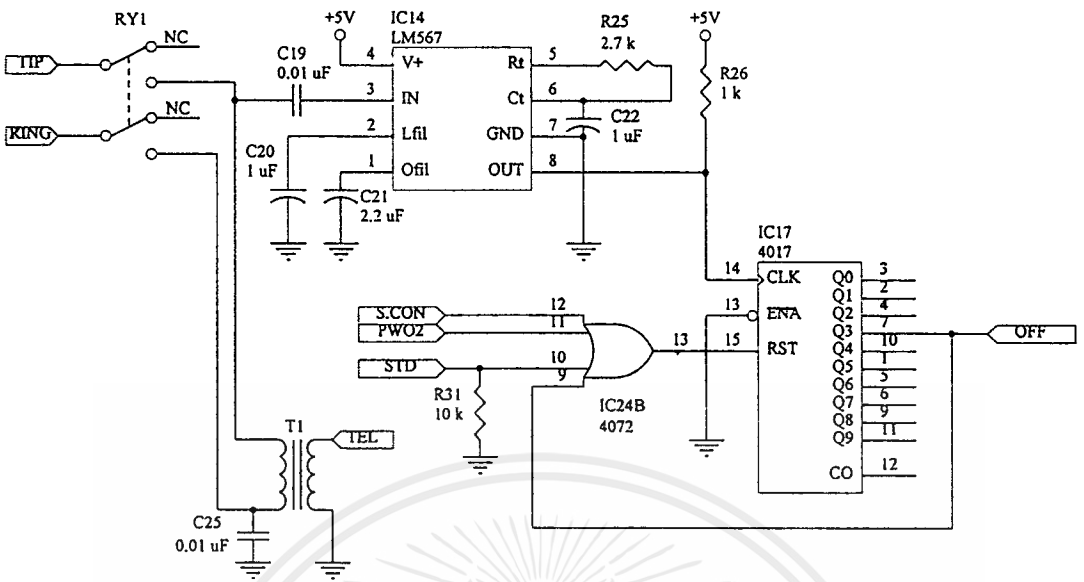 RY1
NC
TIP
NC
RING
C19
0.01 uF
+5V
IC14
LM567
4 V+
3 IN
2 Lfil
1 Ofil
Rt 5
Ct 6
GND 7
OUT 8
C20
1 uF
C21
2.2 uF
R25
2.7 k
C22
1 uF
+5V
R26
1 k
IC17
4017
14 CLK
13 ENA
15 RST
Q0 3
Q1 2
Q2 4
Q3 7
Q4 10
Q5 1
Q6 5
Q7 6
Q8 9
Q9 11
CO 12
OFF
S.CON 12
PWO2 11
STD 10
9
13
R31
10 k
IC24B
4072
T1
TEL
C25
0.01 uF